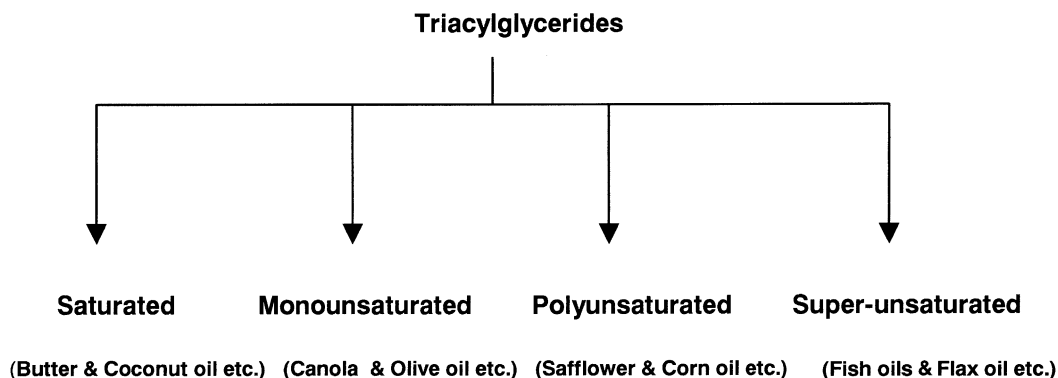 Triacylglycerides
Saturated Monounsaturated Polyunsaturated Super-unsaturated
(Butter & Coconut oil etc.) (Canola & Olive oil etc.) (Safflower & Corn oil etc.) (Fish oils & Flax oil etc.)